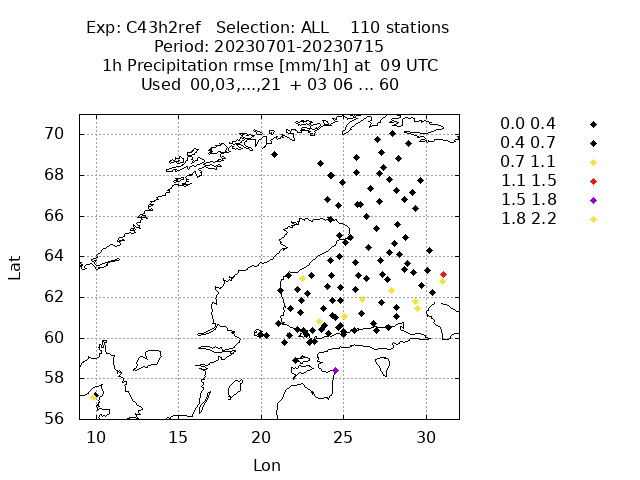 Exp: C43h2ref   Selection: ALL    110 stations
Period: 20230701-20230715
1h Precipitation rmse [mm/1h] at  09 UTC
Used  00,03,...,21  + 03 06 ... 60
0.0 0.4
0.4 0.7
0.7 1.1
1.1 1.5
1.5 1.8
1.8 2.2
Lat
70
68
66
64
62
60
58
56
10 15 20 25 30
Lon